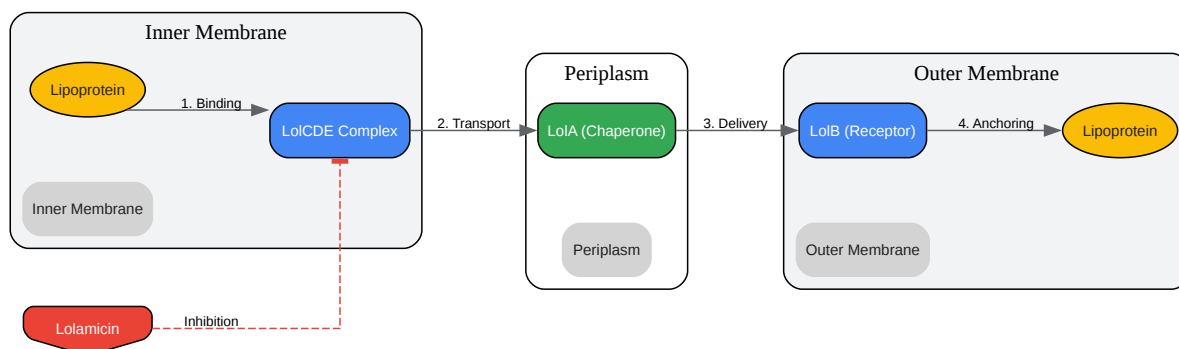 Inner Membrane
Lipoprotein
1. Binding
LolCDE Complex
Inner Membrane
2. Transport
Periplasm
LolA (Chaperone)
Periplasm
3. Delivery
Outer Membrane
LolB (Receptor)
4. Anchoring
Lipoprotein
Outer Membrane
Lolamicin
Inhibition